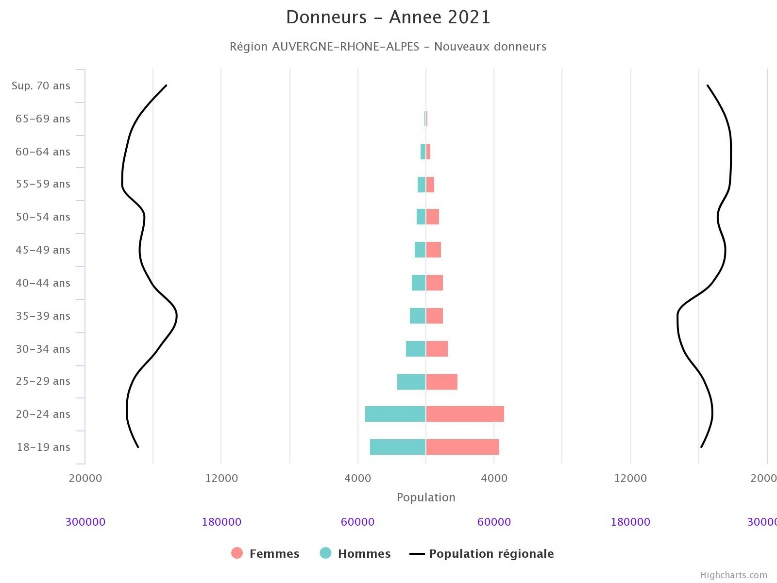 Donneurs - Annee 2021
Région AUVERGNE-RHONE-ALPES - Nouveaux donneurs
Sup. 70 ans
65-69 ans
60-64 ans
55-59 ans
50-54 ans
45-49 ans
40-44 ans
35-39 ans
30-34 ans
25-29 ans
20-24 ans
18-19 ans
20000 12000 4000 4000 12000 2000
Population
300000 180000 60000 60000 180000 30000
Femmes Hommes Population régionale
Highcharts.com